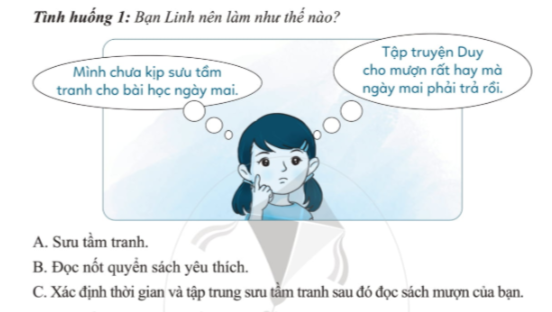 Tình huống 1: Bạn Linh nên làm như thế nào?
Mình chưa kịp sưu tầm
tranh cho bài học ngày mai.
Tập truyện Duy
cho mượn rất hay mà
ngày mai phải trả rồi.
A. Sưu tầm tranh.
B. Đọc nốt quyển sách yêu thích.
C. Xác định thời gian và tập trung sưu tầm tranh sau đó đọc sách mượn của bạn.